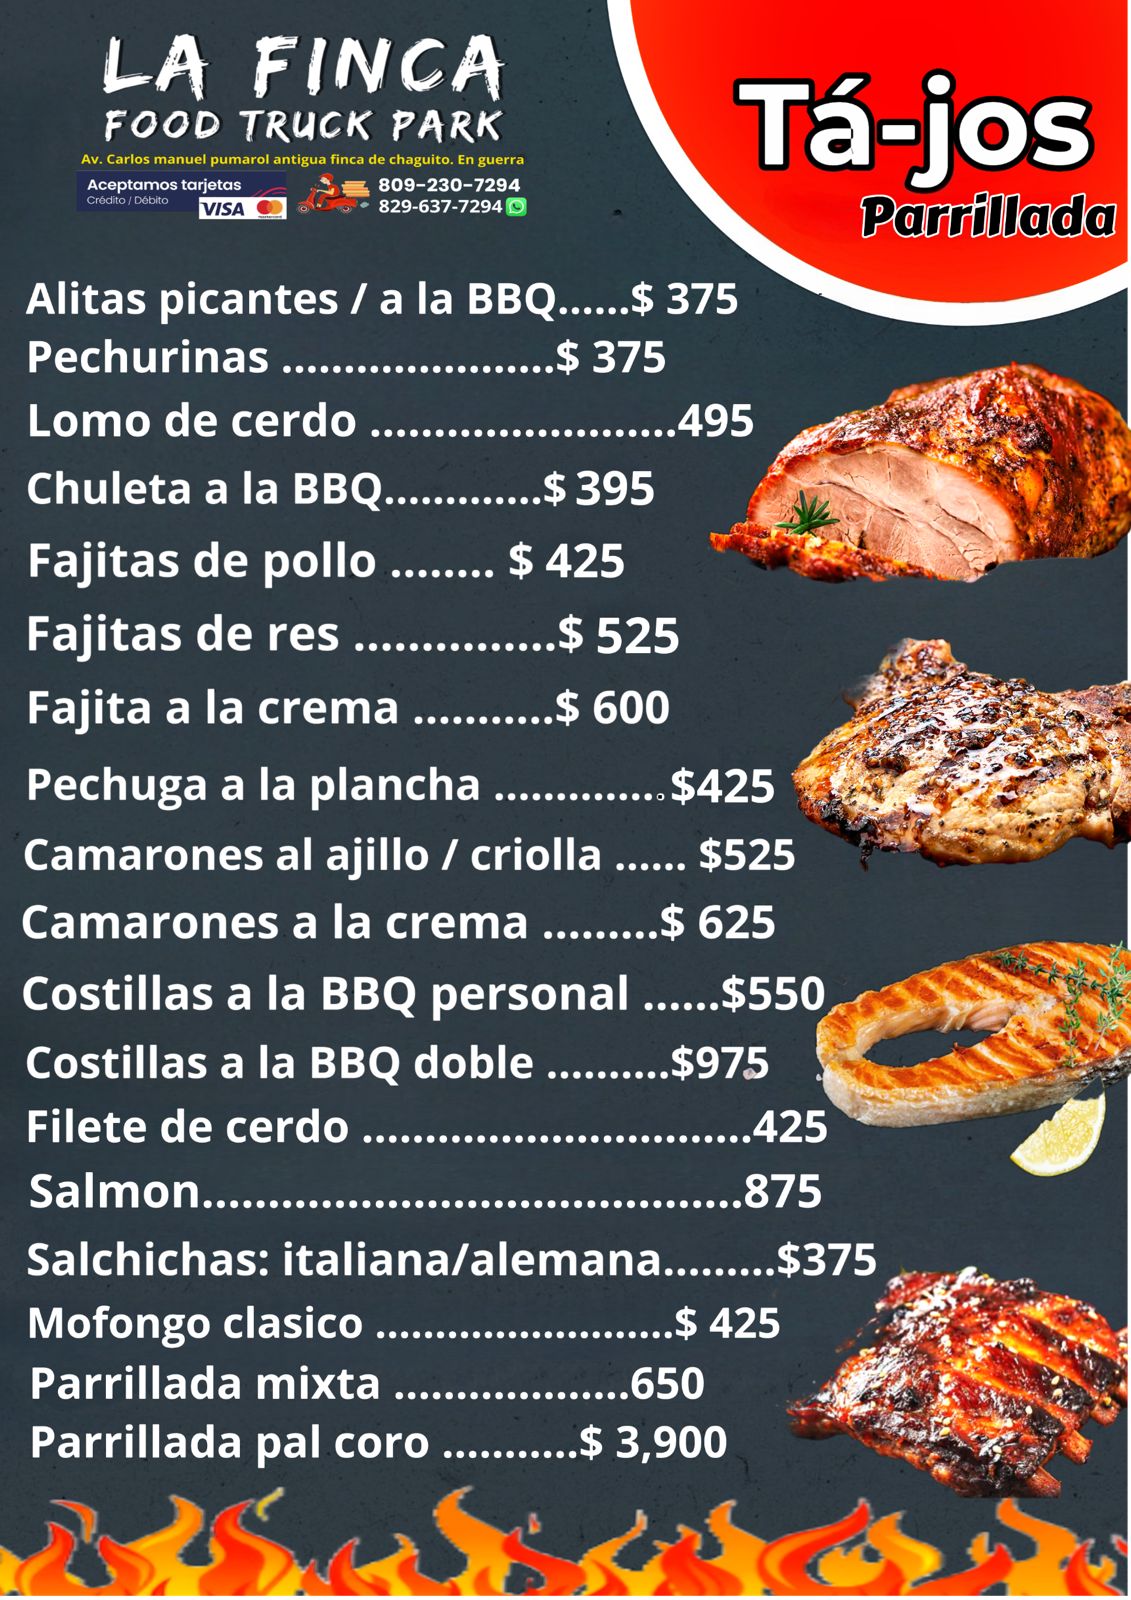 LA FINCA
FOOD TRUCK PARK
Av. Carlos manuel pumarol antigua finca de chaguito. En guerra
Aceptamos tarjetas
Crédito / Débito
VISA
mastercard
809-230-7294
829-637-7294
Tá-jos
Parrillada
Alitas picantes / a la BBQ......$ 375
Pechurinas ......................$ 375
Lomo de cerdo ........................495
Chuleta a la BBQ.............$ 395
Fajitas de pollo ........ $ 425
Fajitas de res ...............$ 525
Fajita a la crema ...........$ 600
Pechuga a la plancha ..............$425
Camarones al ajillo / criolla ...... $525
Camarones a la crema .........$ 625
Costillas a la BBQ personal ......$550
Costillas a la BBQ doble ..........$975
Filete de cerdo ...............................425
Salmon.........................................875
Salchichas: italiana/alemana.........$375
Mofongo clasico .........................$ 425
Parrillada mixta ...................650
Parrillada pal coro ...........$ 3,900